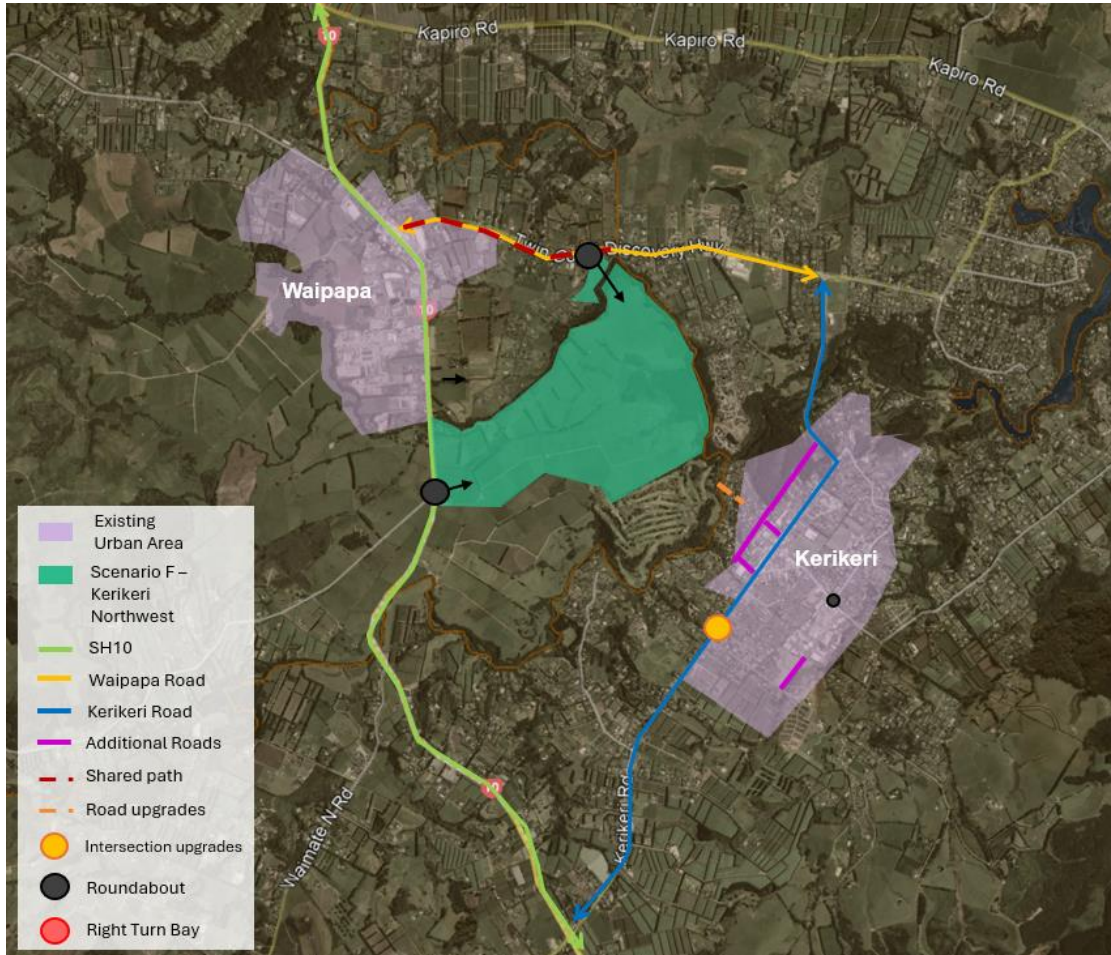 10
Kapiro Rd
Kapiro Rd
Kapiro Rd
Twin Co
Discovery Hwy
Waipapa
10
Kerikeri
Existing
Urban Area
Scenario F –
Kerikeri
Northwest
SH10
Waipapa Road
Kerikeri Road
Additional Roads
Shared path
Road upgrades
Intersection upgrades
Roundabout
Right Turn Bay
10
Waimate N Rd
Kerikeri Rd